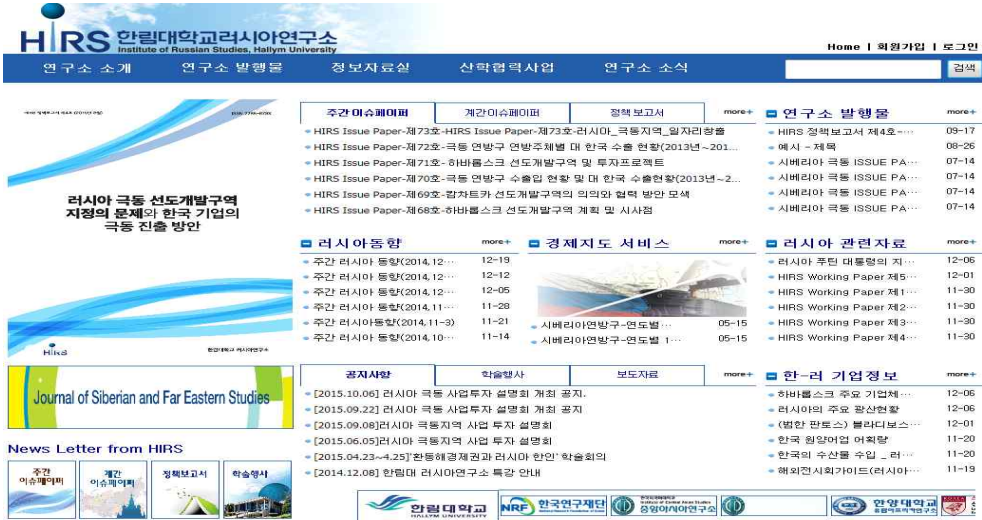 HIRS 한림대학교러시아연구소
Institute of Russian Studies, Hallym University
Home | 회원가입 | 로그인
연구소 소개 연구소 발행물 정보자료실 산학협력사업 연구소 소식 검색
러시아 극동 선도개발구역
지정의 문제와 한국 기업의
극동 진출 방안
HIRS 한림대학교 러시아연구소
Journal of Siberian and Far Eastern Studies
News Letter from HIRS
주간 이슈페이퍼 계간 이슈페이퍼 정책보고서 학술행사
주간이슈페이퍼 계간이슈페이퍼 정책보고서 more+
HIRS Issue Paper-제73호-HIRS Issue Paper-제73호-러시아_극동지역_일자리창출
HIRS Issue Paper-제72호-극동 연방구 연방주체별 대 한국 수출 현황(2013년~201...
HIRS Issue Paper-제71호- 하바롭스크 선도개발구역 및 투자프로젝트
HIRS Issue Paper-제70호-극동 연방구 수출입 현황 및 대 한국 수출현황(2013년~2...
HIRS Issue Paper-제69호-캄차트카 선도개발구역의 의의와 협력 방안 모색
HIRS Issue Paper-제68호-하바롭스크 선도개발구역 계획 및 시사점
연구소 발행물 more+
HIRS 정책보고서 제4호-… 09-17
예시 - 제목 08-26
시베리아 극동 ISSUE PA… 07-14
시베리아 극동 ISSUE PA… 07-14
시베리아 극동 ISSUE PA… 07-14
시베리아 극동 ISSUE PA… 07-14
러시아동향 more+
주간 러시아 동향(2014,12… 12-19
주간 러시아 동향(2014,12… 12-12
주간 러시아 동향(2014,12… 12-05
주간 러시아 동향(2014,11… 11-28
주간 러시아동향(2014,11-3) 11-21
주간 러시아 동향(2014,10… 11-14
경제지도 서비스 more+
시베리아연방구-연도별… 05-15
시베리아연방구-연도별 1… 05-15
러시아 관련자료 more+
러시아 푸틴 대통령의 지… 12-06
HIRS Working Paper 제5… 12-01
HIRS Working Paper 제1… 11-30
HIRS Working Paper 제2… 11-30
HIRS Working Paper 제3… 11-30
HIRS Working Paper 제4… 11-30
공지사항 학술행사 보도자료 more+
[2015.10.06] 러시아 극동 사업투자 설명회 개최 공지.
[2015.09.22] 러시아 극동 사업투자 설명회 개최 공지
[2015.09.08]러시아 극동지역 사업 투자 설명회
[2015.06.05]러시아 극동지역 사업 투자 설명회
[2015.04.23~4.25]'환동해경제권과 러시아 한인' 학술회의
[2014.12.08] 한림대 러시아연구소 특강 안내
한-러 기업정보 more+
하바롭스크 주요 기업체… 12-06
러시아의 주요 광산현황 12-06
(범한 판토스) 블라디보스… 12-01
한국 원양어업 어획량 11-20
한국의 수산물 수입 _ 러… 11-20
해외전시회가이드(러시아… 11-19
한림대학교 HALLYM UNIVERSITY NRF 한국연구재단 중앙아시아연구소 한양대학교